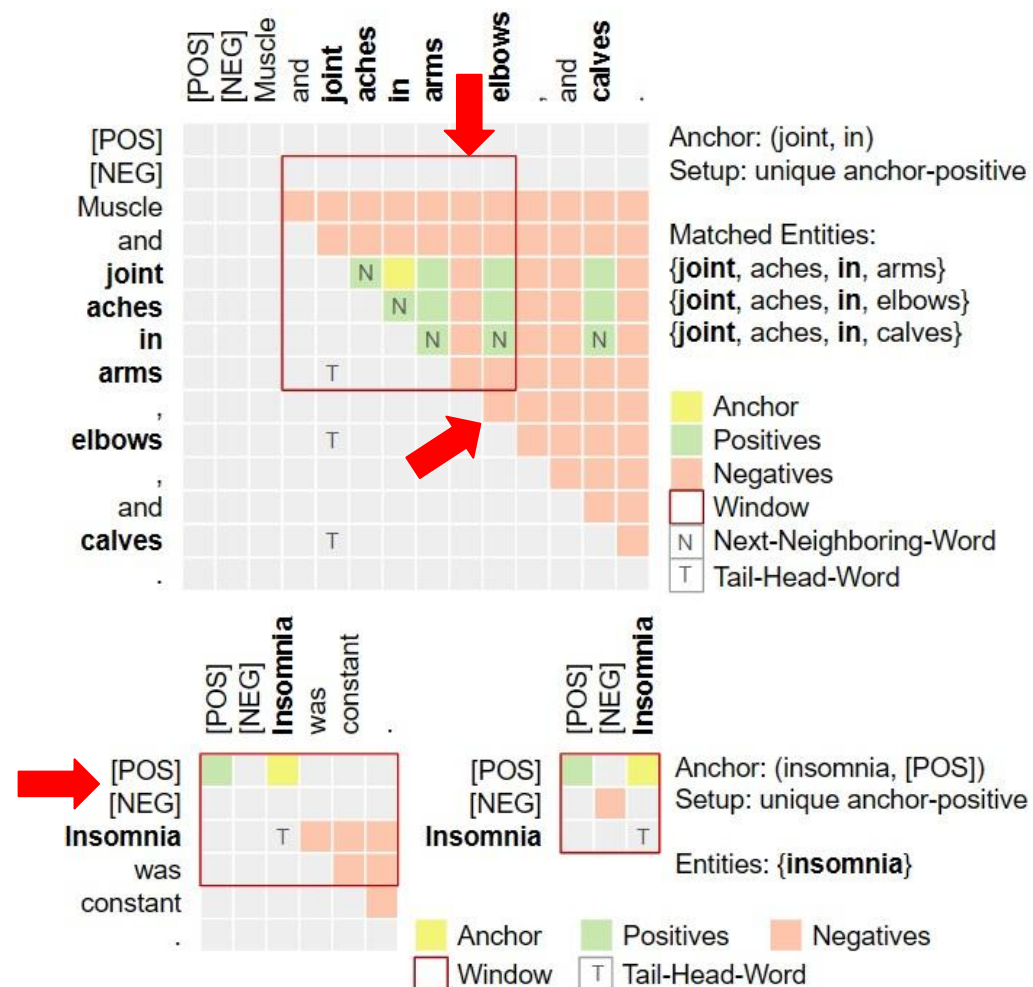 [POS] [NEG] Muscle and joint aches in arms , elbows , and calves .
[POS]
[NEG]
Muscle
and
joint N
aches N
in N N N
arms T
,
elbows T
,
and
calves T
.
Anchor: (joint, in)
Setup: unique anchor-positive
Matched Entities:
{joint, aches, in, arms}
{joint, aches, in, elbows}
{joint, aches, in, calves}
Anchor
Positives
Negatives
Window
N Next-Neighboring-Word
T Tail-Head-Word
[POS] [NEG] Insomnia was constant .
[POS]
[NEG]
Insomnia T
was
constant
.
[POS] [NEG] Insomnia
[POS]
[NEG]
Insomnia T
Anchor: (insomnia, [POS])
Setup: unique anchor-positive
Entities: {insomnia}
Anchor Positives Negatives
Window T Tail-Head-Word